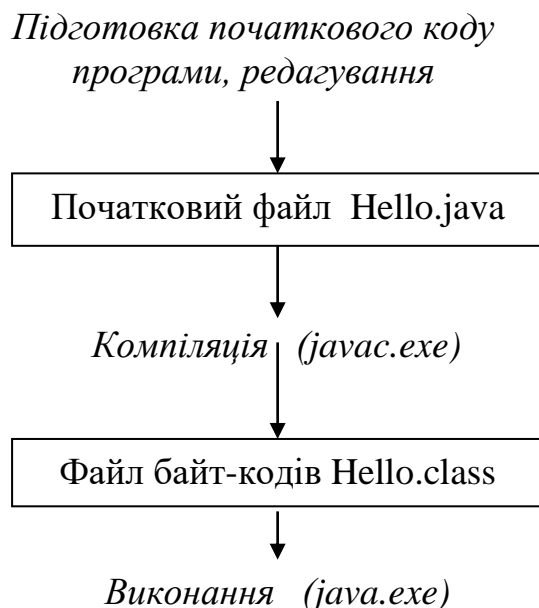 Підготовка початкового коду
програми, редагування
Початковий файл Hello.java
Компіляція (javac.exe)
Файл байт-кодів Hello.class
Виконання (java.exe)